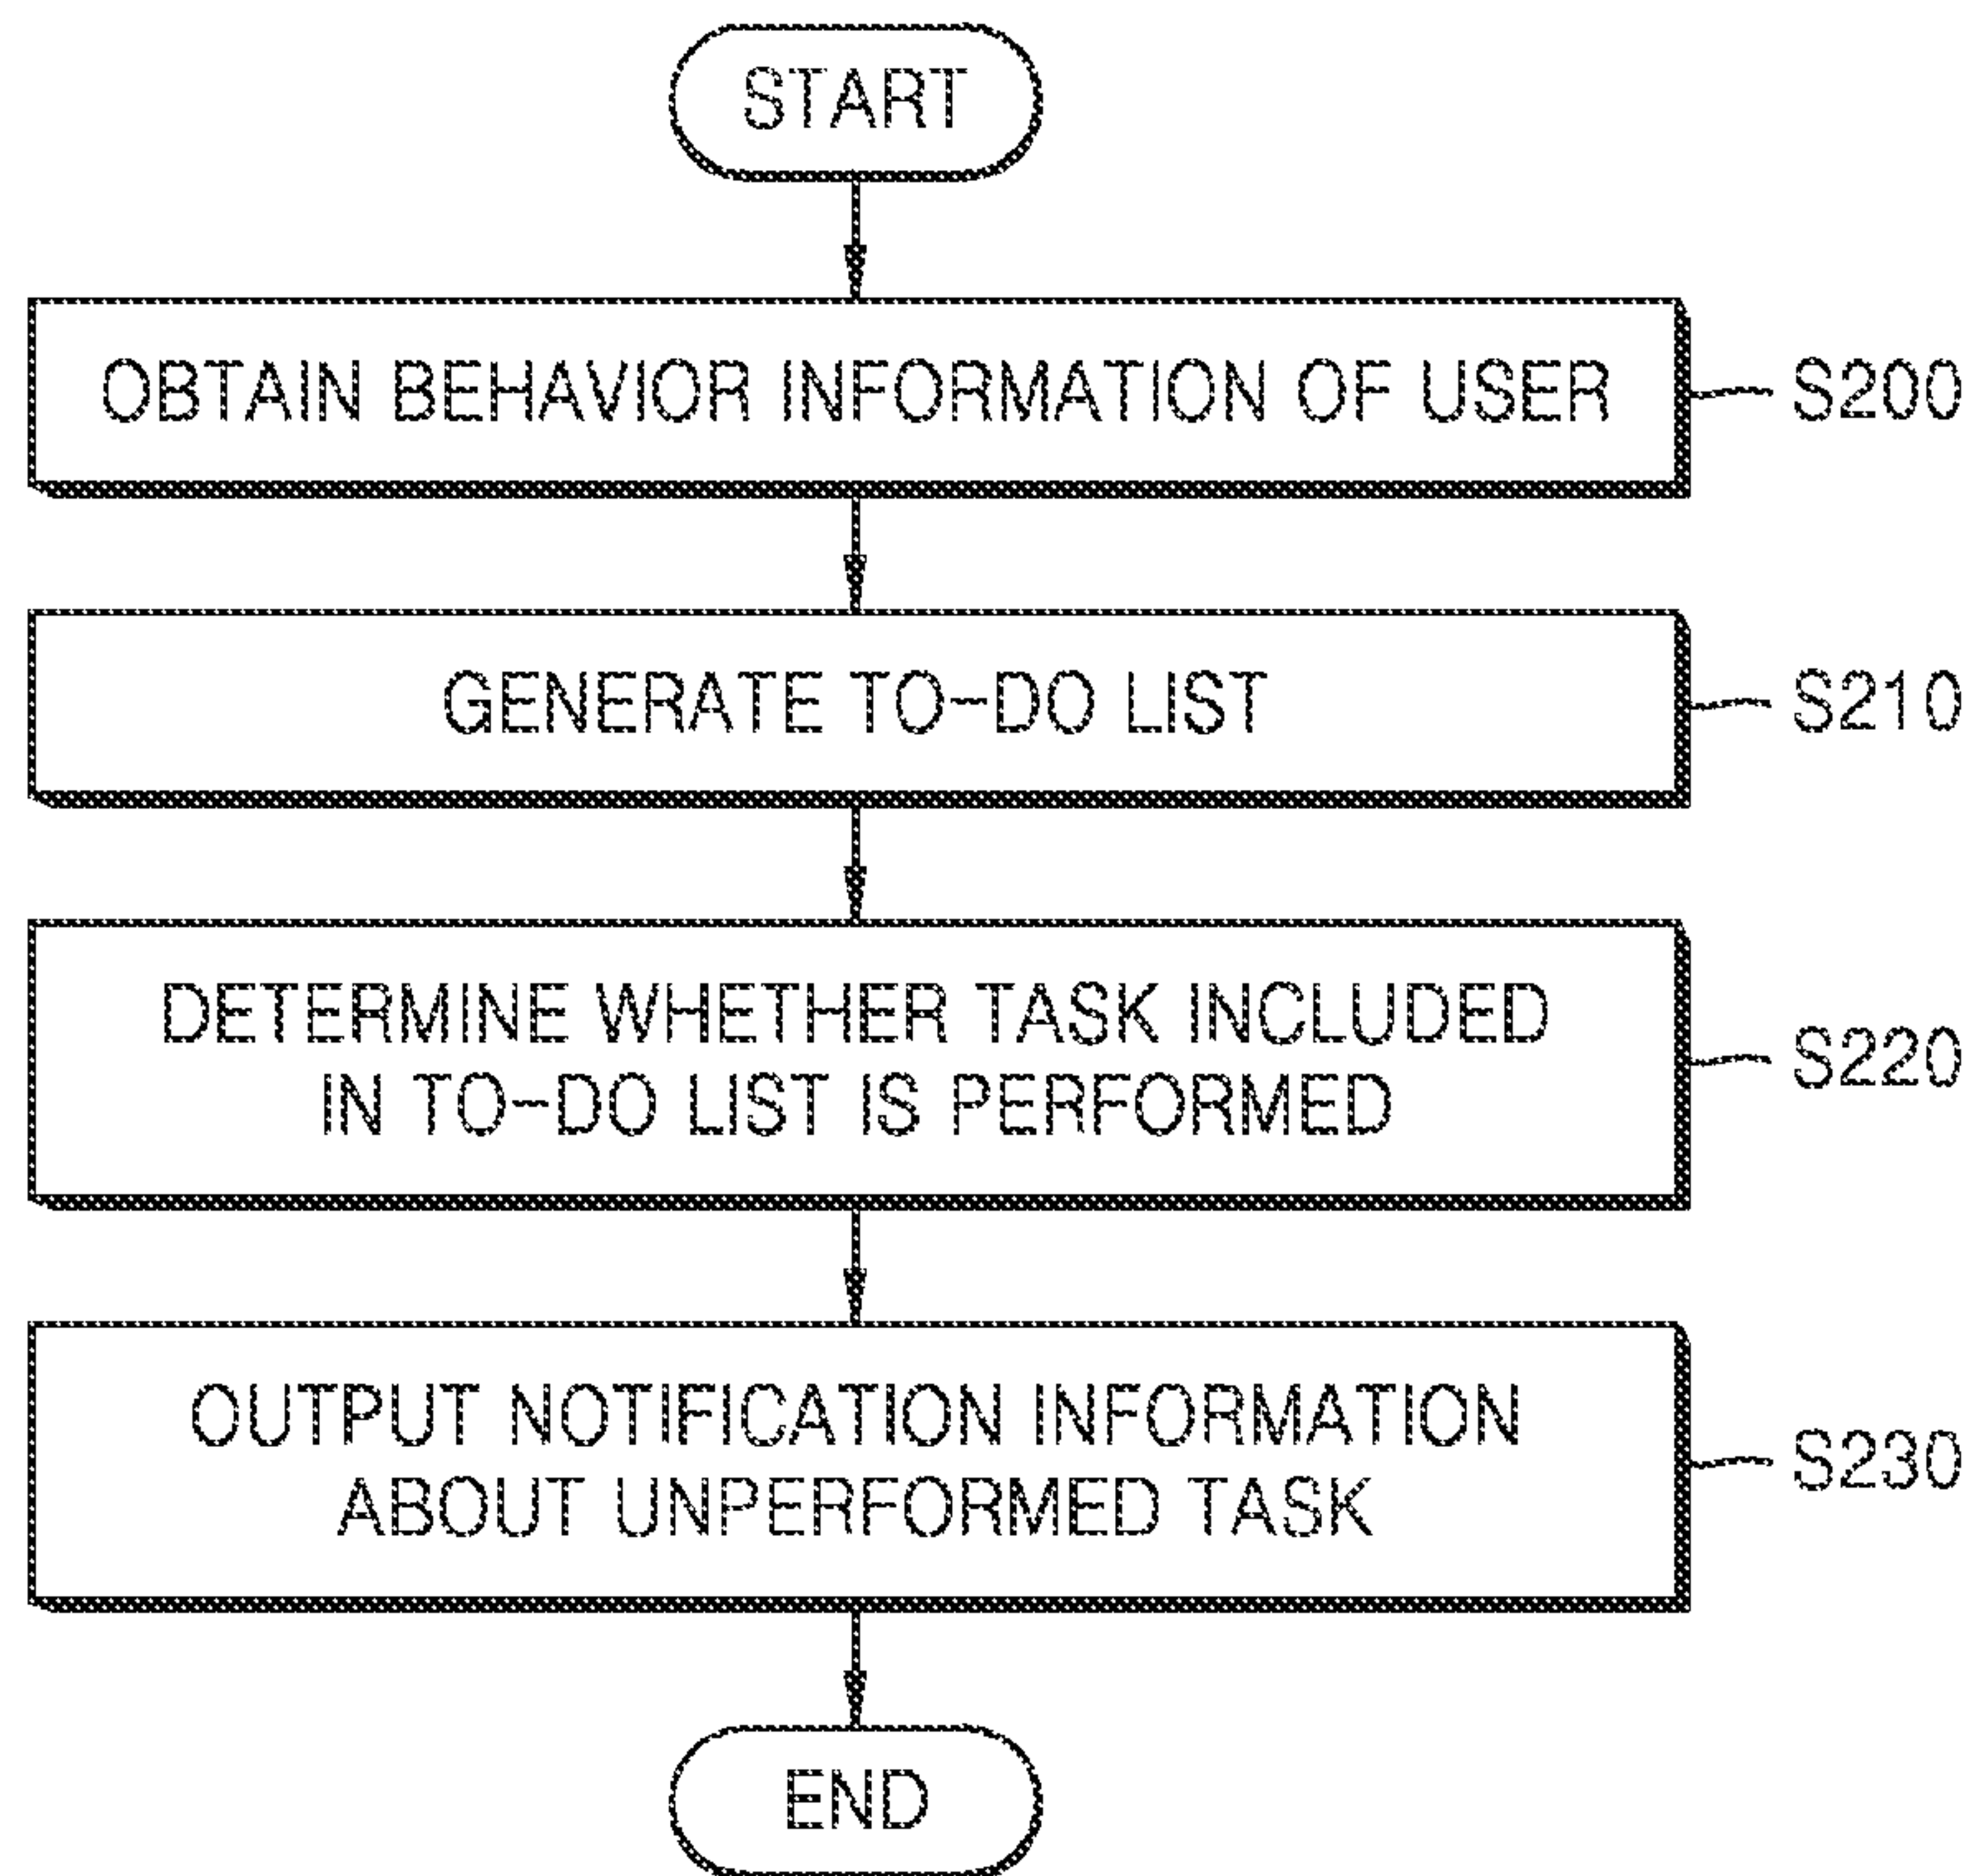 START
OBTAIN BEHAVIOR INFORMATION OF USER
S200
GENERATE TO-DO LIST
S210
DETERMINE WHETHER TASK INCLUDED
IN TO-DO LIST IS PERFORMED
S220
OUTPUT NOTIFICATION INFORMATION
ABOUT UNPERFORMED TASK
S230
END